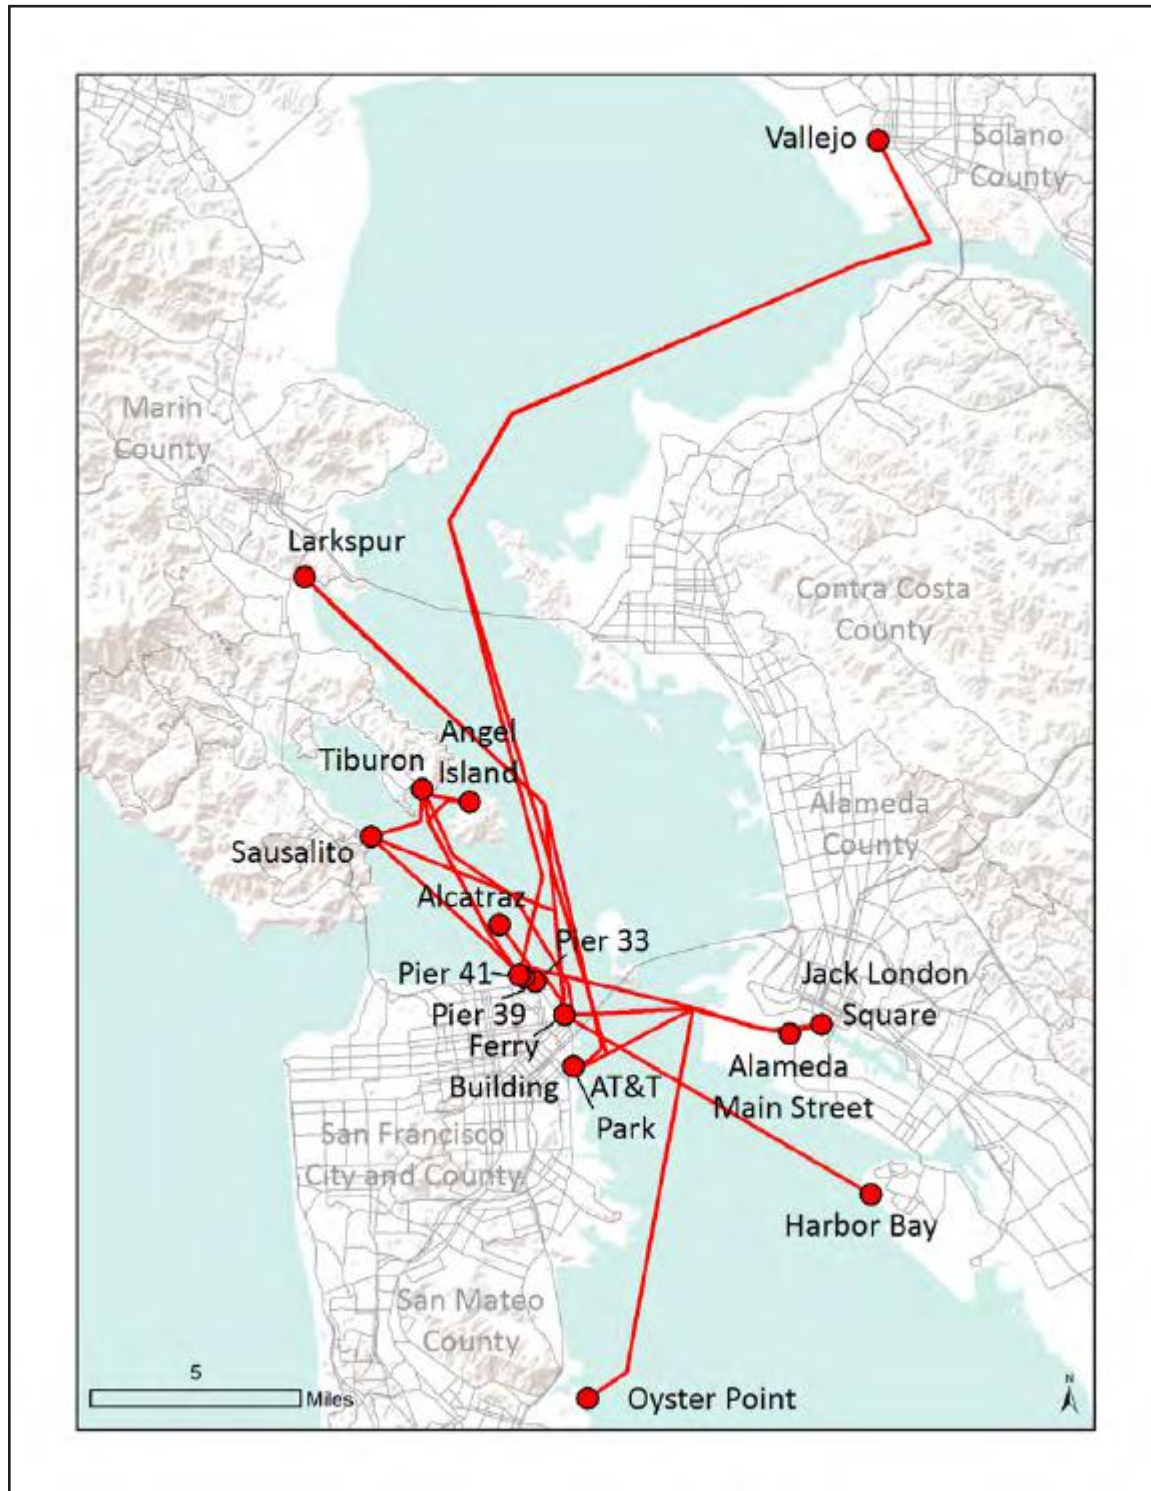 Vallejo
Solano
County
Marin
County
Larkspur
Contra Costa
County
Angel
Island
Tiburon
Alameda
County
Sausalito
Alcatraz
Pier 33
Pier 41
Jack London
Square
Pier 39
Ferry
Building
Alameda
Main Street
AT&T
Park
San Francisco
City and County
Harbor Bay
San Mateo
County
5
Miles
Oyster Point
N